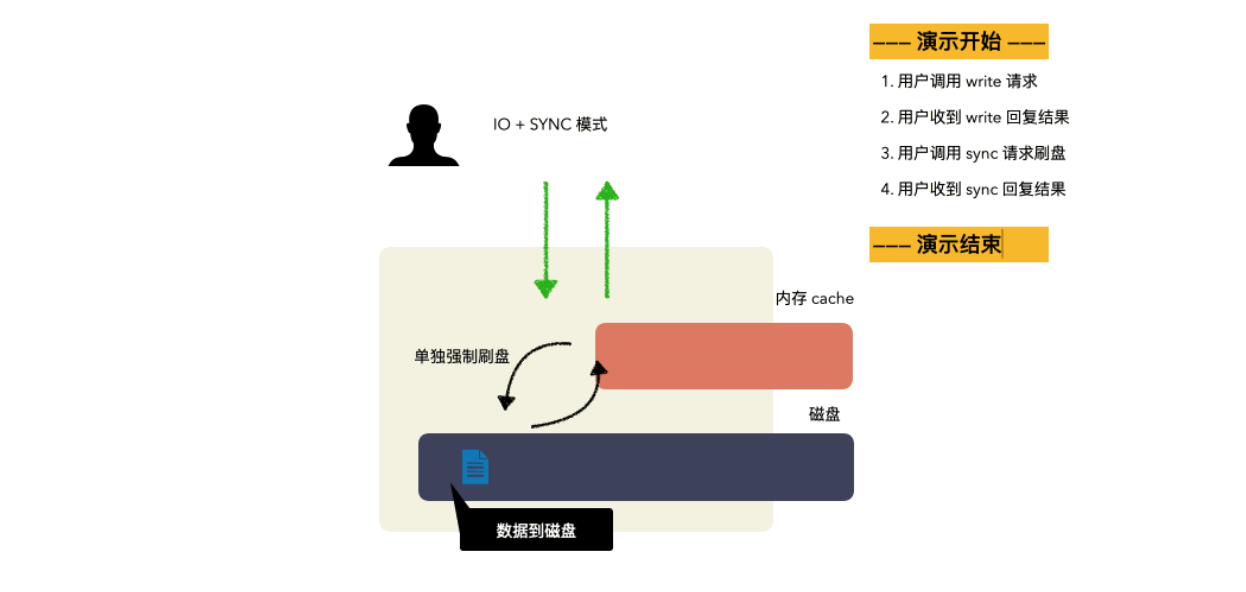 ——— 演示开始 ———
1. 用户调用 write 请求
2. 用户收到 write 回复结果
3. 用户调用 sync 请求刷盘
4. 用户收到 sync 回复结果
——— 演示结束
IO + SYNC 模式
内存 cache
单独强制刷盘
磁盘
数据到磁盘